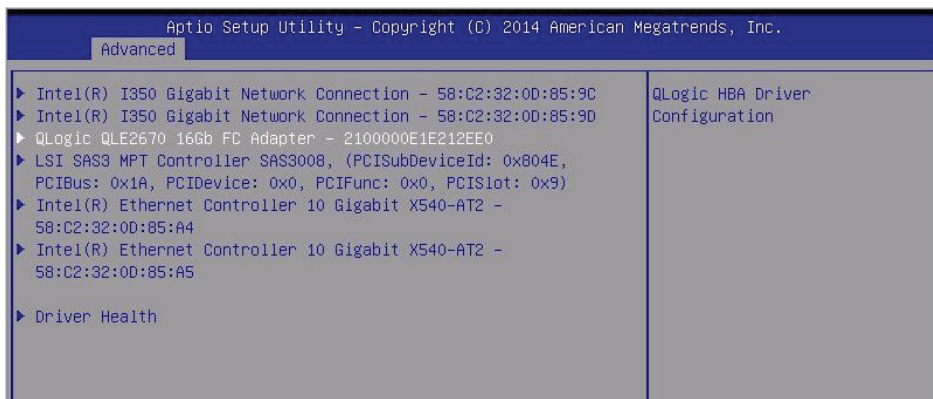 Aptio Setup Utility – Copyright (C) 2014 American Megatrends, Inc.
Advanced
Intel(R) I350 Gigabit Network Connection – 58:C2:32:0D:85:9C
Intel(R) I350 Gigabit Network Connection – 58:C2:32:0D:85:9D
QLogic QLE2670 16Gb FC Adapter – 2100000E1E212EE0
LSI SAS3 MPT Controller SAS3008, (PCISubDeviceId: 0x804E,
PCIBus: 0x1A, PCIDevice: 0x0, PCIFunc: 0x0, PCISlot: 0x9)
Intel(R) Ethernet Controller 10 Gigabit X540-AT2 –
58:C2:32:0D:85:A4
Intel(R) Ethernet Controller 10 Gigabit X540-AT2 –
58:C2:32:0D:85:A5
Driver Health
QLogic HBA Driver
Configuration